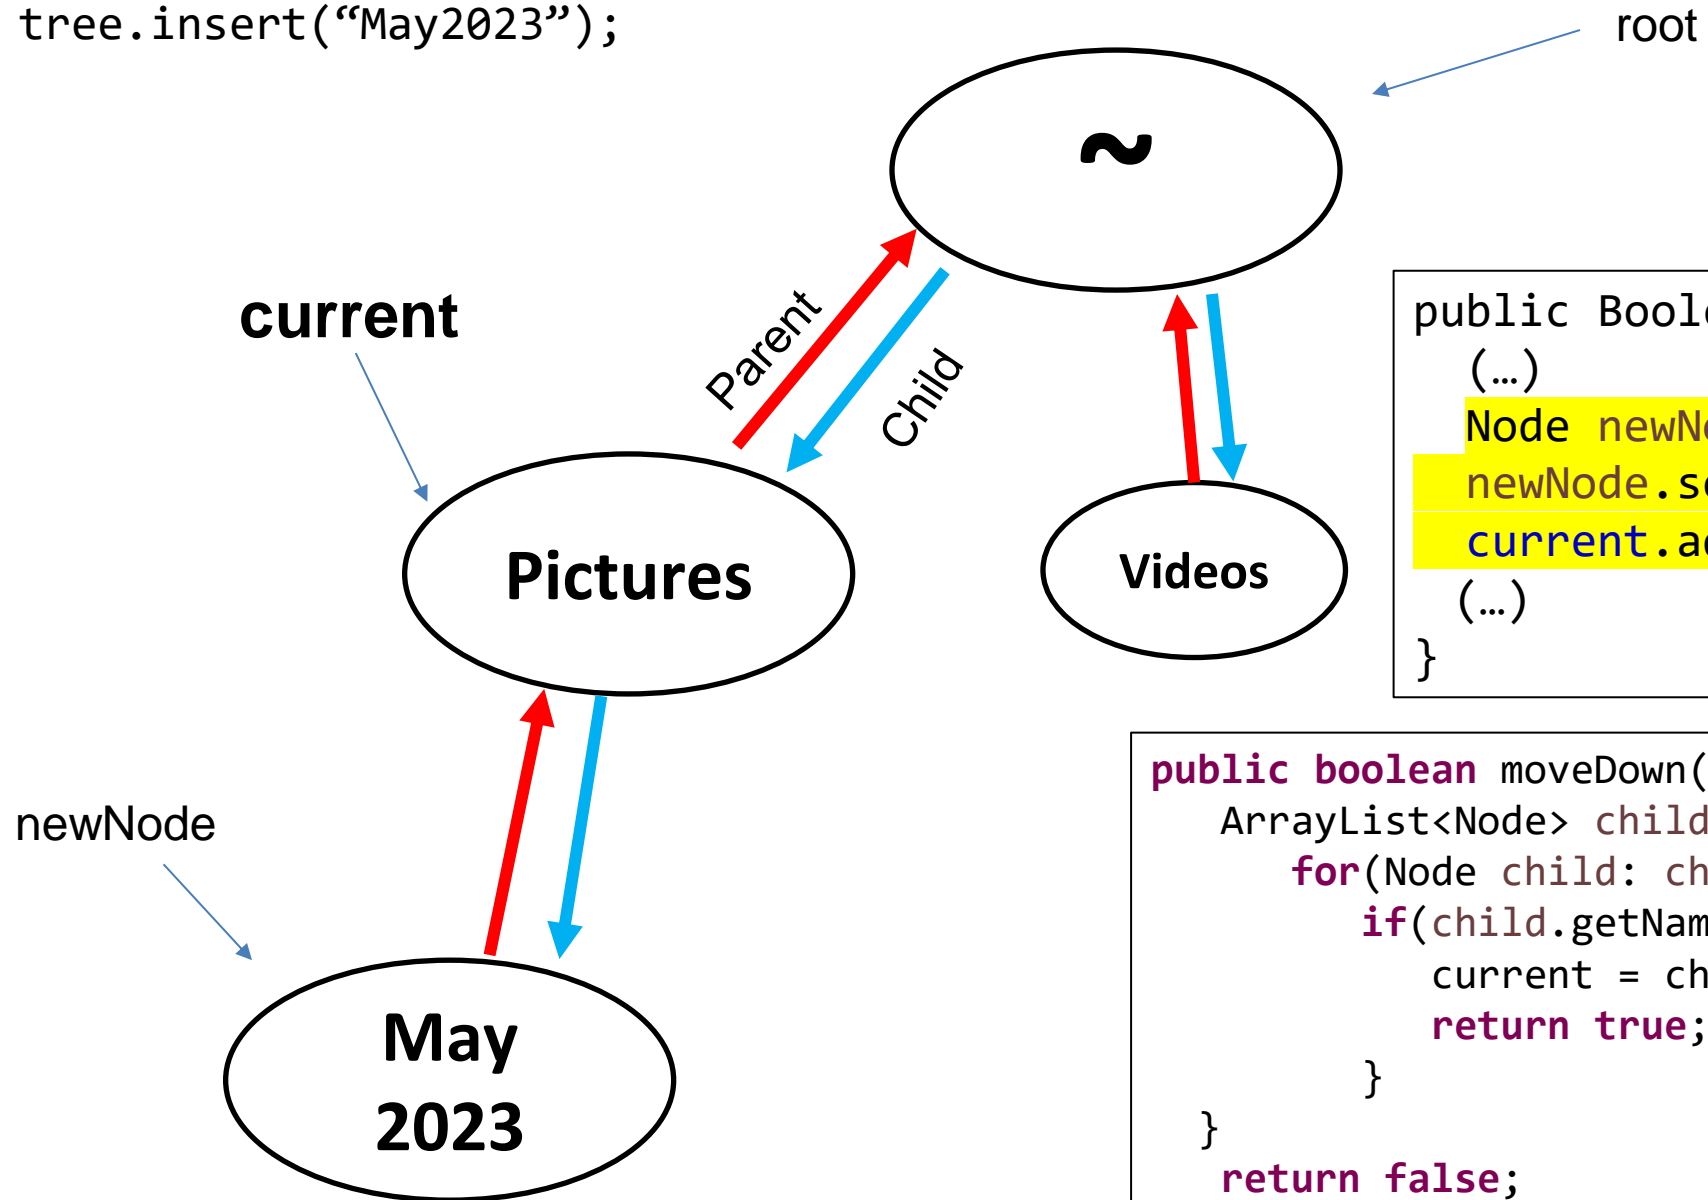 tree.insert(“May2023”);
root
~
current
Parent
Child
Pictures
Videos
newNode
May
2023
public Boole
(…)
Node newNo
newNode.se
current.ad
(…)
}
public boolean moveDown(
ArrayList<Node> child
for(Node child: ch
if(child.getNam
current = ch
return true;
}
}
return false;